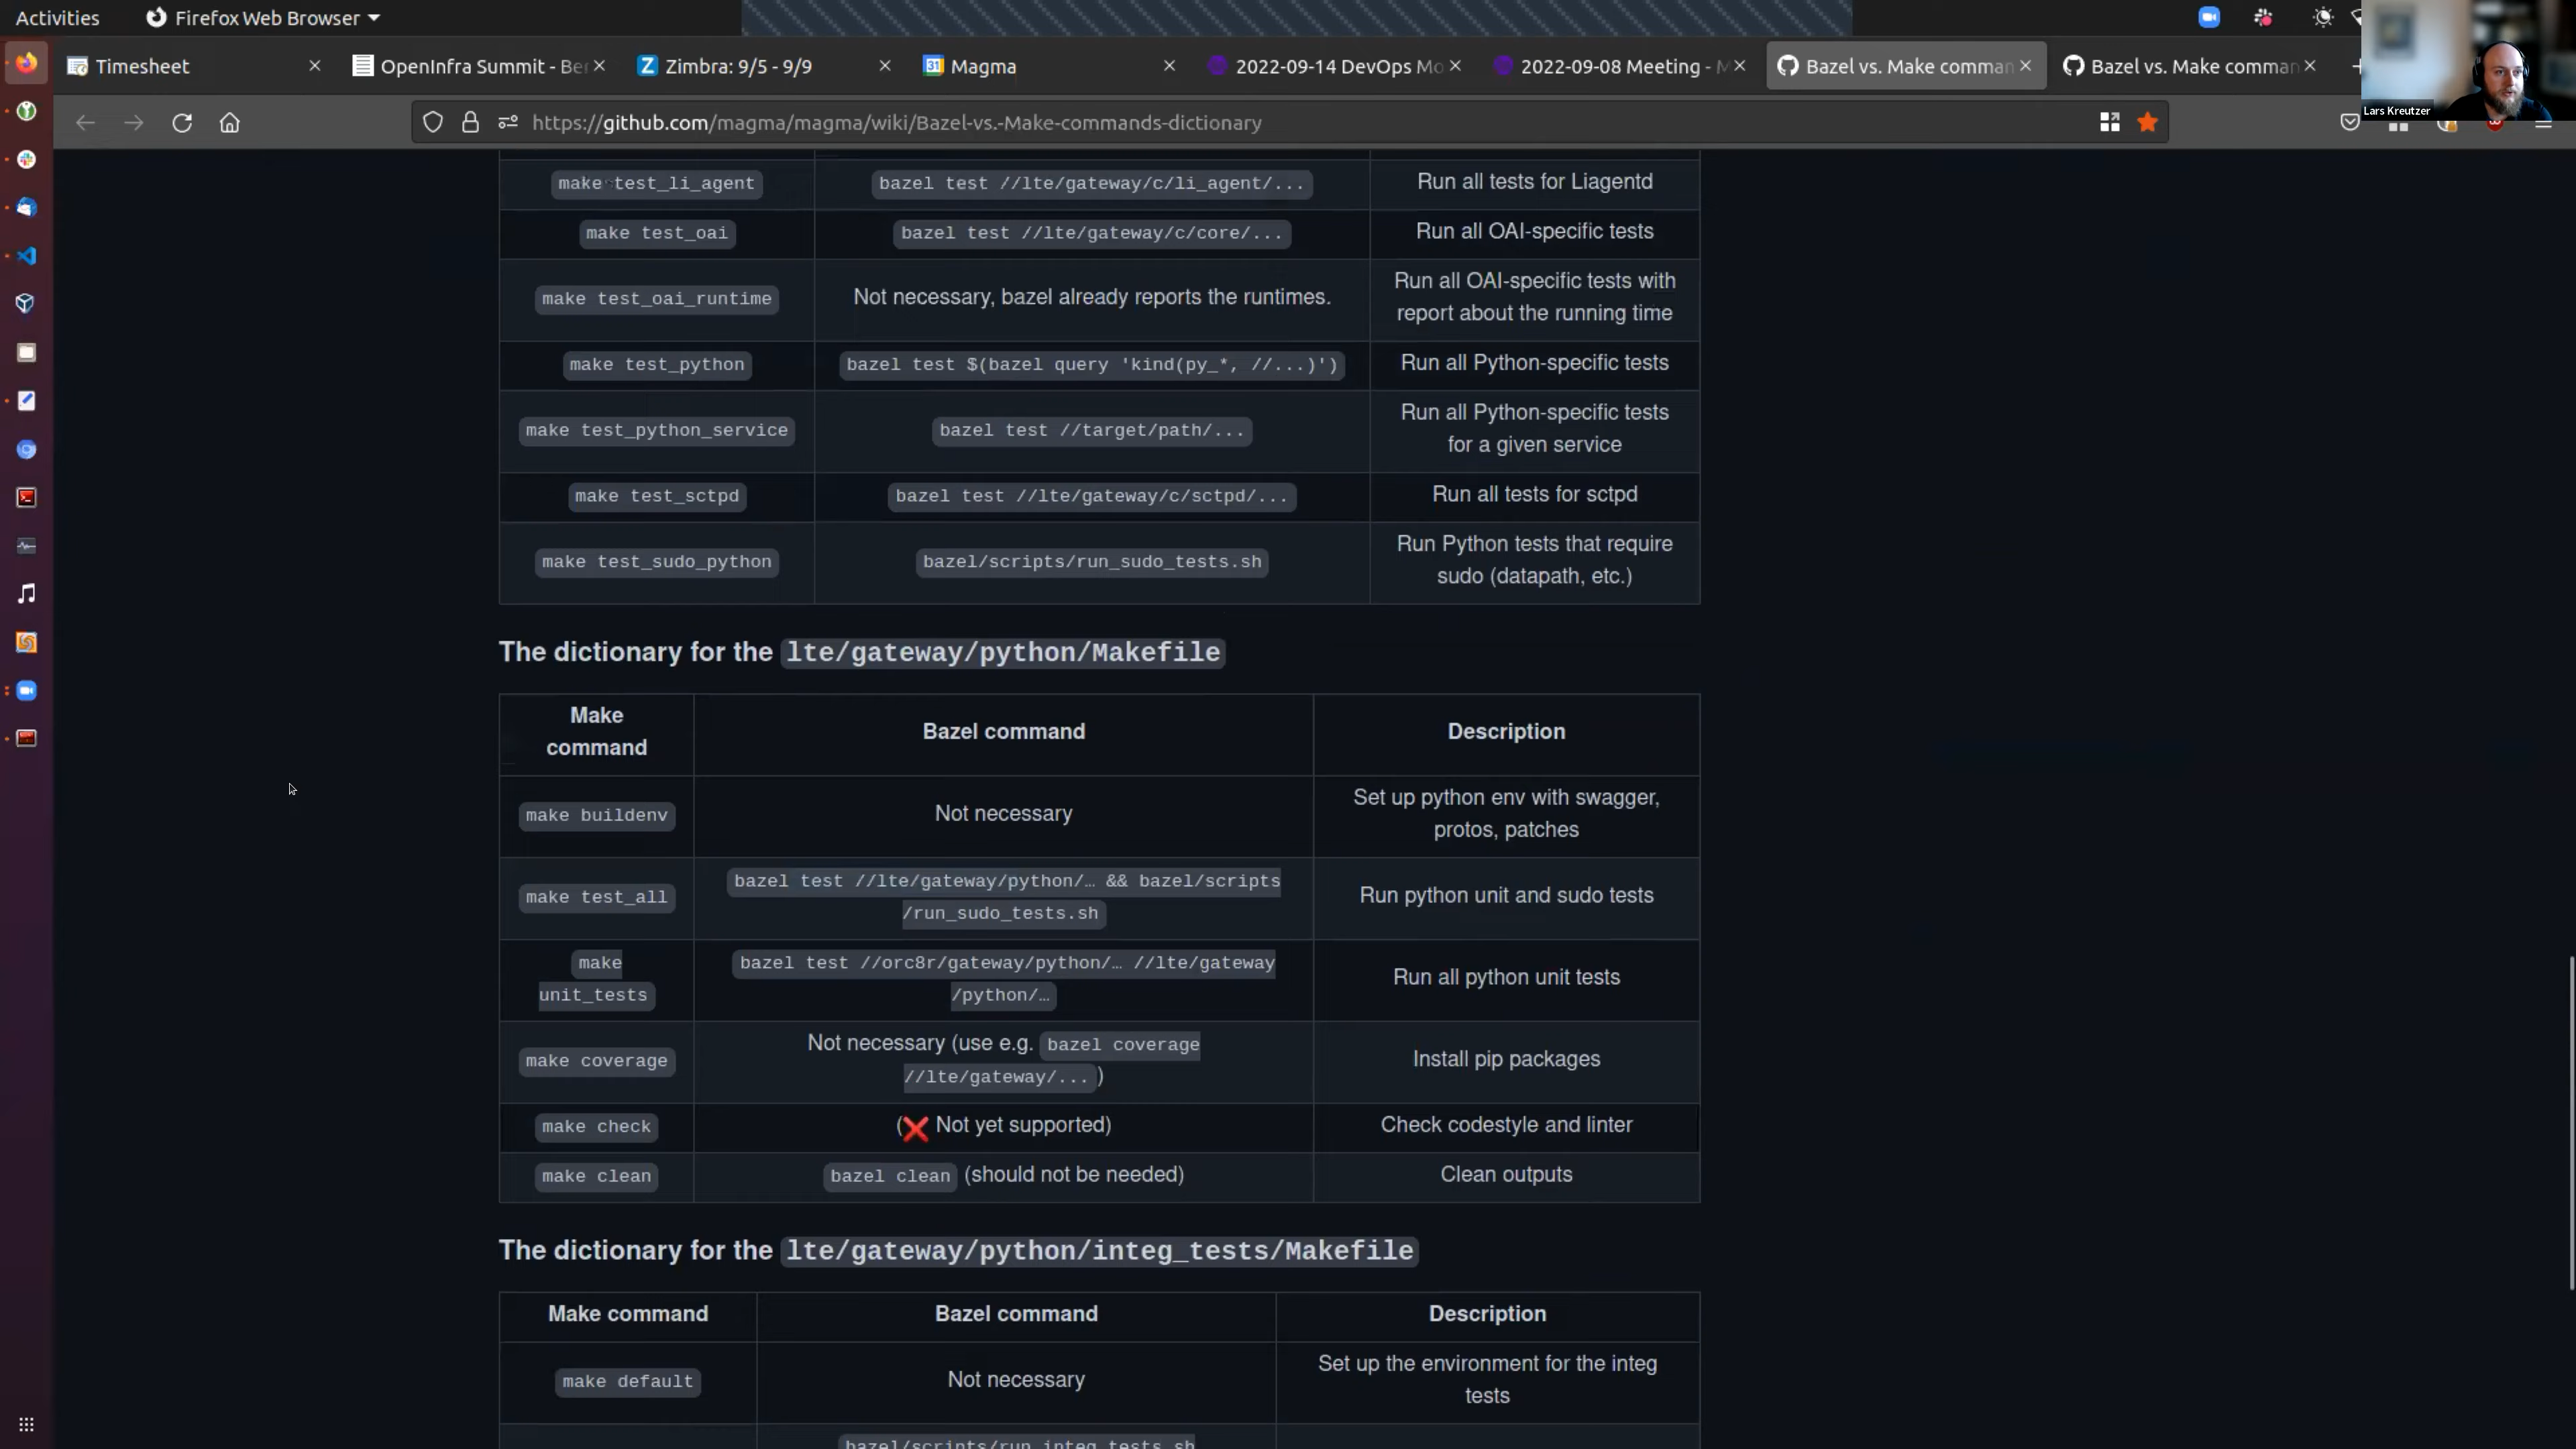 Activities
Firefox Web Browser
Timesheet
OpenInfra Summit - Ber
Zimbra: 9/5 - 9/9
31
Magma
2022-09-14 DevOps Mo
2022-09-08 Meeting - M
Bazel vs. Make comman
Bazel vs. Make comman
https://github.com/magma/magma/wiki/Bazel-vs.-Make-commands-dictionary
Lars Kreutzer
make test_li_agent
bazel test //lte/gateway/c/li_agent/...
Run all tests for Liagentd
make test_oai
bazel test //lte/gateway/c/core/...
Run all OAI-specific tests
make test_oai_runtime
Not necessary, bazel already reports the runtimes.
Run all OAI-specific tests with
report about the running time
make test_python
bazel test $(bazel query 'kind(py_*, //...)')
Run all Python-specific tests
make test_python_service
bazel test //target/path/...
Run all Python-specific tests
for a given service
make test_sctpd
bazel test //lte/gateway/c/sctpd/...
Run all tests for sctpd
make test_sudo_python
bazel/scripts/run_sudo_tests.sh
Run Python tests that require
sudo (datapath, etc.)
The dictionary for the lte/gateway/python/Makefile
Make
command
Bazel command
Description
make buildenv
Not necessary
Set up python env with swagger,
protos, patches
make test_all
bazel test //lte/gateway/python/… && bazel/scripts
/run_sudo_tests.sh
Run python unit and sudo tests
make
unit_tests
bazel test //orc8r/gateway/python/… //lte/gateway
/python/…
Run all python unit tests
make coverage
Not necessary (use e.g. bazel coverage
//lte/gateway/... )
Install pip packages
make check
(❌ Not yet supported)
Check codestyle and linter
make clean
bazel clean (should not be needed)
Clean outputs
The dictionary for the lte/gateway/python/integ_tests/Makefile
Make command
Bazel command
Description
make default
Not necessary
Set up the environment for the integ
tests
bazel/scripts/run_integ_tests.sh